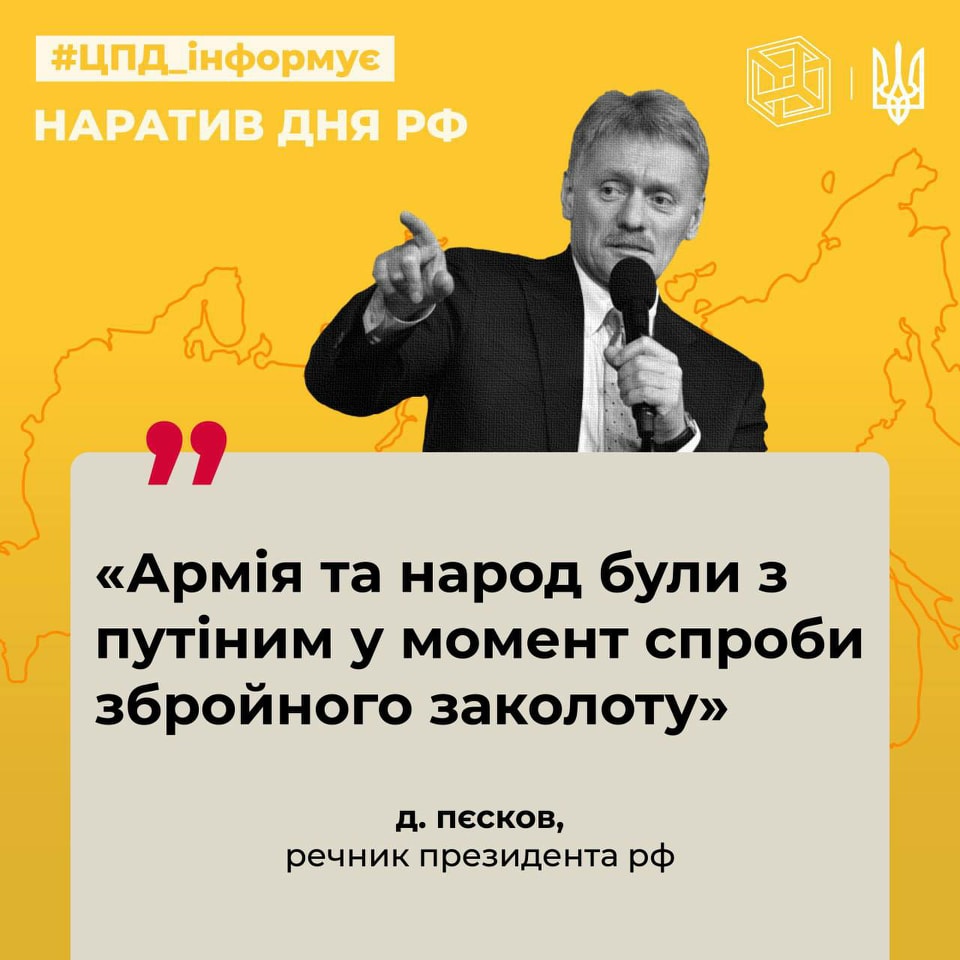 #ЦПД_інформує
НАРАТИВ ДНЯ РФ
«Армія та народ були з
путіним у момент спроби
збройного заколоту»
д. пєсков,
речник президента рф